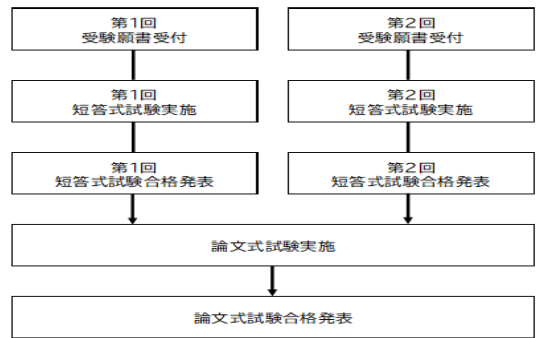 第1回
受験願書受付
第2回
受験願書受付
第1回
短答式試験実施
第2回
短答式試験実施
第1回
短答式試験合格発表
第2回
短答式試験合格発表
論文式試験実施
論文式試験合格発表